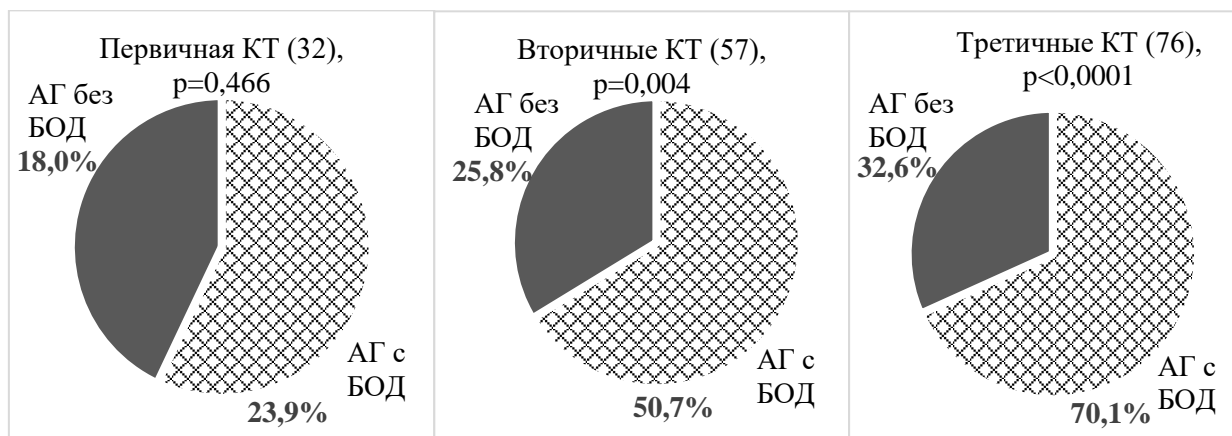 Первичная КТ (32),
p=0,466
АГ без
БОД
18,0%
АГ с
БОД
23,9%
Вторичные КТ (57),
p=0,004
АГ без
БОД
25,8%
АГ с
БОД
50,7%
Третичные КТ (76),
p<0,0001
АГ без
БОД
32,6%
АГ с
БОД
70,1%